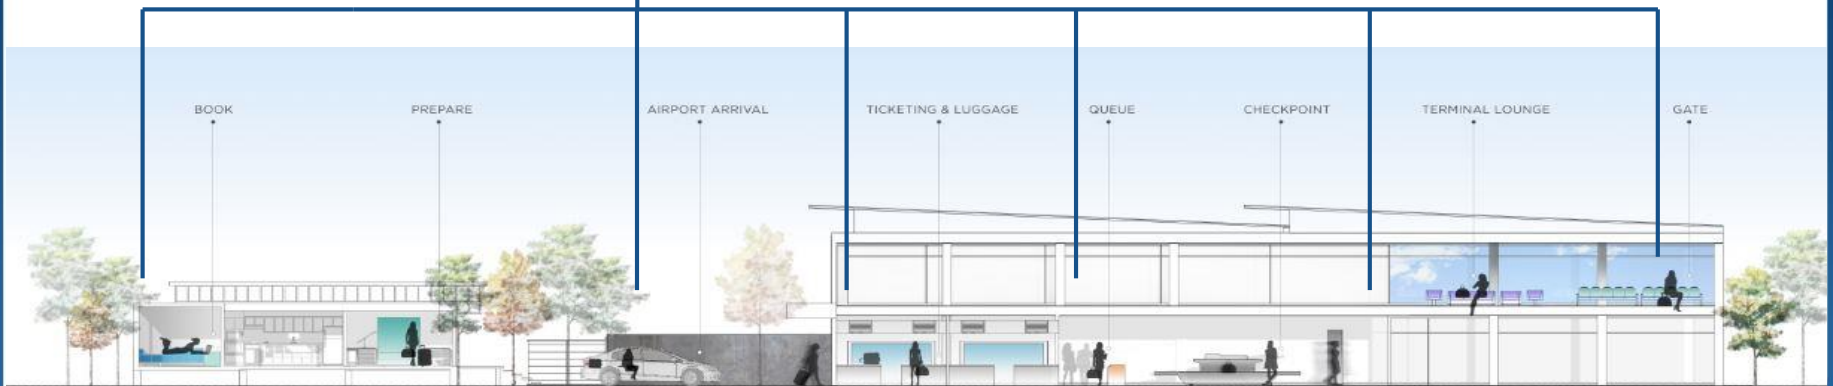 BOOK
PREPARE
AIRPORT ARRIVAL
TICKETING & LUGGAGE
QUEUE
CHECKPOINT
TERMINAL LOUNGE
GATE